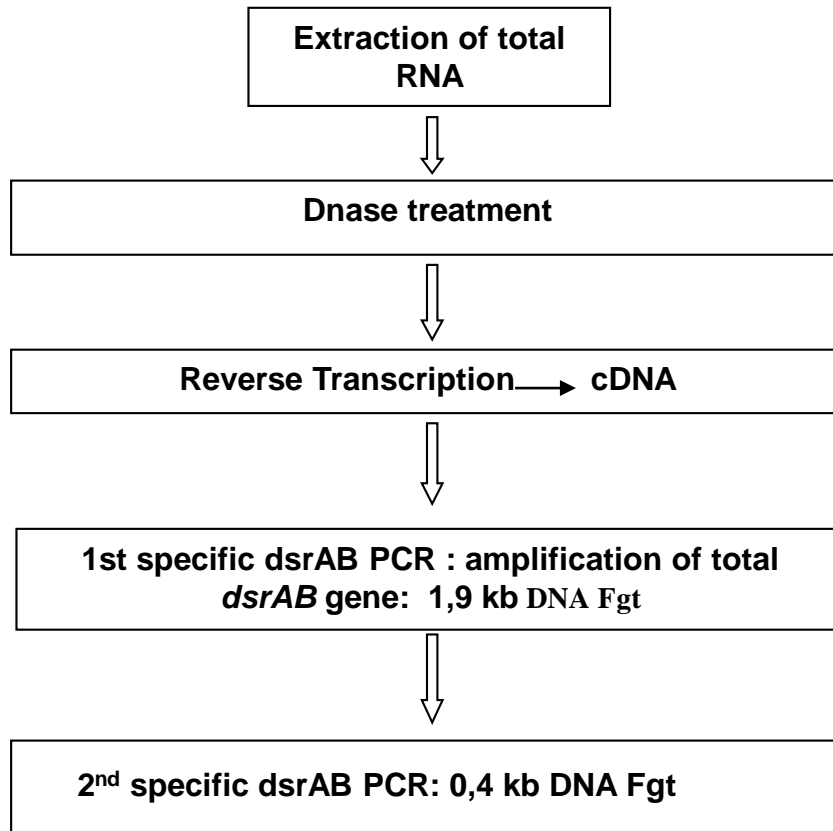 Extraction of total
RNA
Dnase treatment
Reverse Transcription cDNA
1st specific dsrAB PCR : amplification of total
dsrAB gene: 1,9 kb DNA Fgt
2nd specific dsrAB PCR: 0,4 kb DNA Fgt